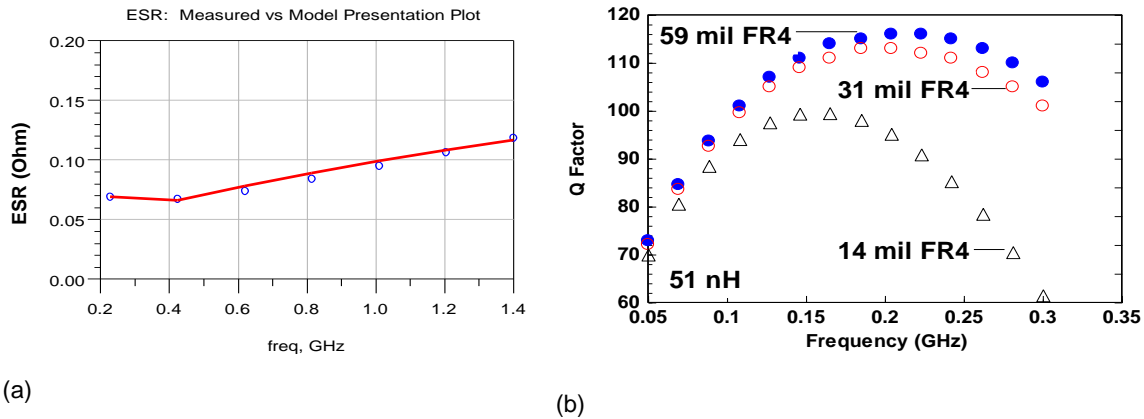 ESR: Measured vs Model Presentation Plot
0.20
0.15
0.10
0.05
0.00
ESR (Ohm)
0.2 0.4 0.6 0.8 1.0 1.2 1.4
freq, GHz
(a)
120
110
100
90
80
70
60
Q Factor
59 mil FR4
31 mil FR4
14 mil FR4
51 nH
0.05 0.1 0.15 0.2 0.25 0.3 0.35
Frequency (GHz)
(b)